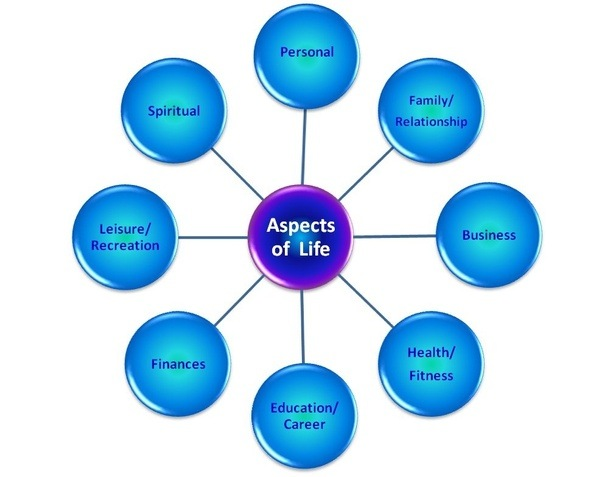 Personal
Family/
Relationship
Spiritual
Aspects
of Life
Leisure/
Recreation
Business
Finances
Health/
Fitness
Education/
Career